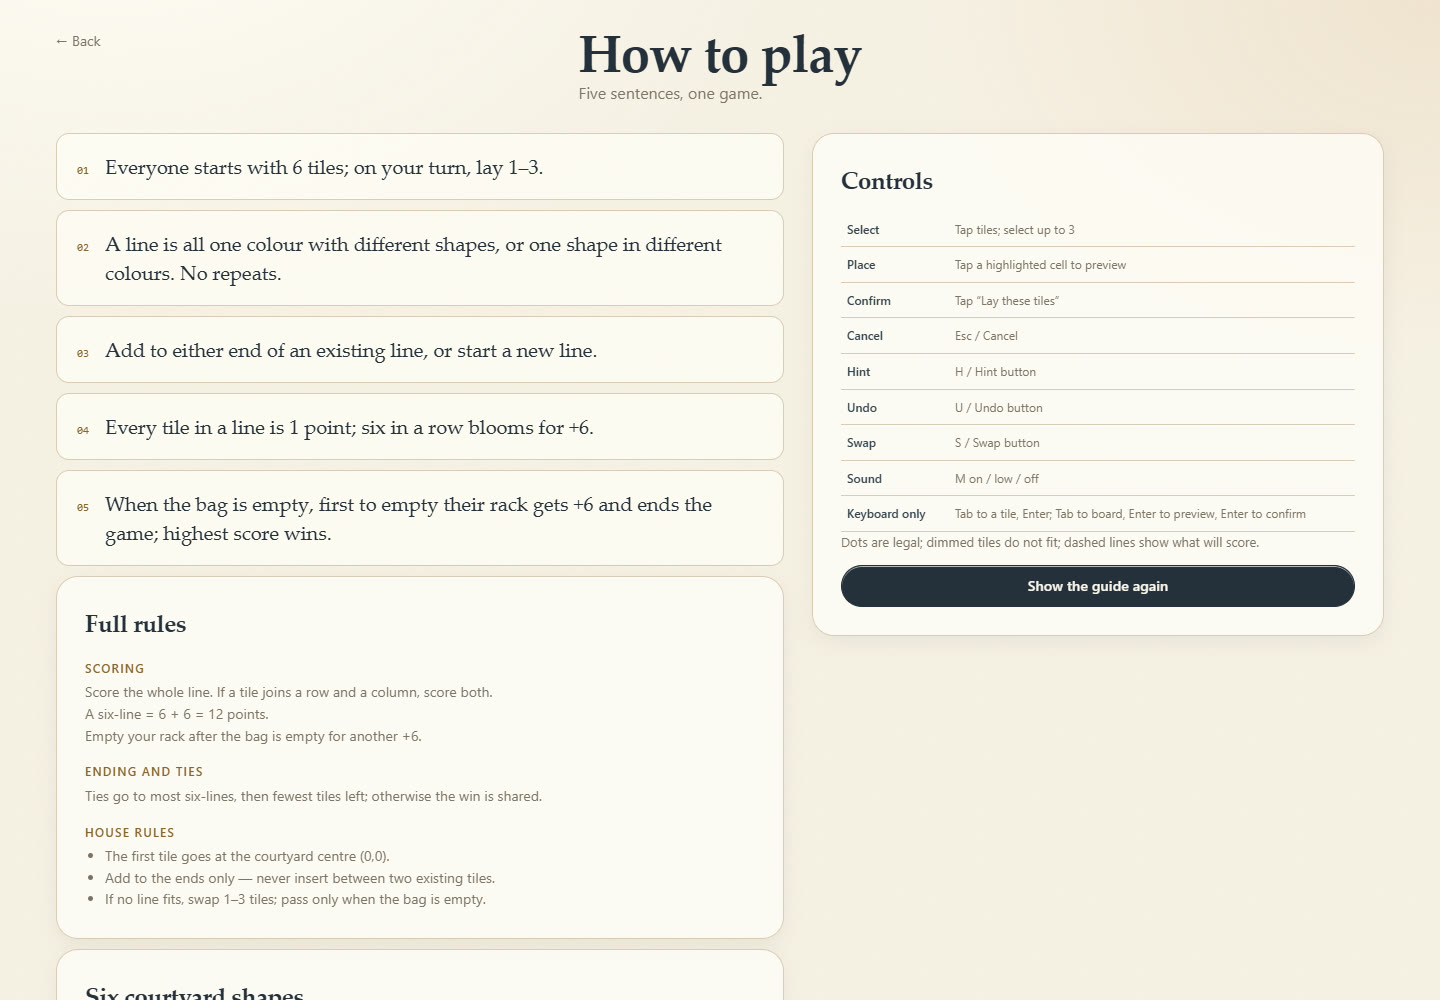 ← Back
How to play
Five sentences, one game.
01 Everyone starts with 6 tiles; on your turn, lay 1–3.
02 A line is all one colour with different shapes, or one shape in different
colours. No repeats.
03 Add to either end of an existing line, or start a new line.
04 Every tile in a line is 1 point; six in a row blooms for +6.
05 When the bag is empty, first to empty their rack gets +6 and ends the
game; highest score wins.
Full rules
SCORING
Score the whole line. If a tile joins a row and a column, score both.
A six-line = 6 + 6 = 12 points.
Empty your rack after the bag is empty for another +6.
ENDING AND TIES
Ties go to most six-lines, then fewest tiles left; otherwise the win is shared.
HOUSE RULES
• The first tile goes at the courtyard centre (0,0).
• Add to the ends only — never insert between two existing tiles.
• If no line fits, swap 1–3 tiles; pass only when the bag is empty.
Six courtyard shapes
Controls
Select Tap tiles; select up to 3
Place Tap a highlighted cell to preview
Confirm Tap “Lay these tiles”
Cancel Esc / Cancel
Hint H / Hint button
Undo U / Undo button
Swap S / Swap button
Sound M on / low / off
Keyboard only Tab to a tile, Enter; Tab to board, Enter to preview, Enter to confirm
Dots are legal; dimmed tiles do not fit; dashed lines show what will score.
Show the guide again